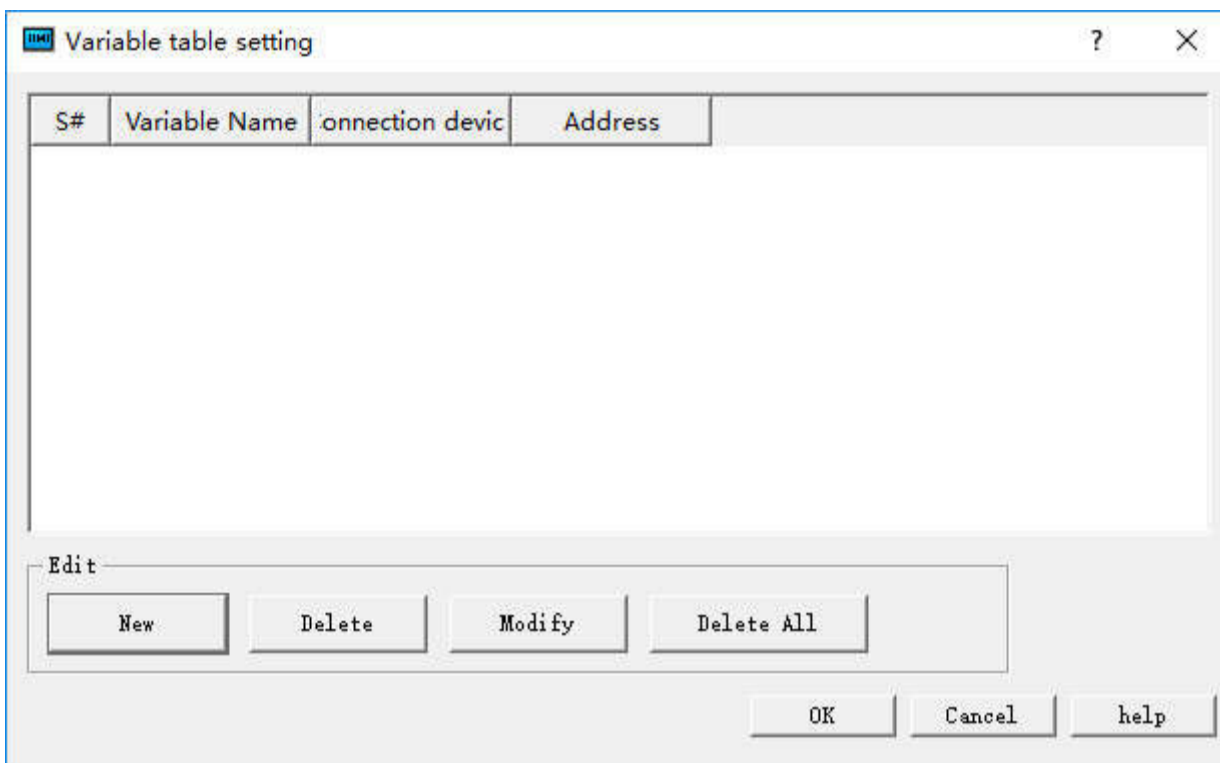 Variable table setting ? ×
S# Variable Name onnection devic Address
Edit
New Delete Modify Delete All
OK Cancel help